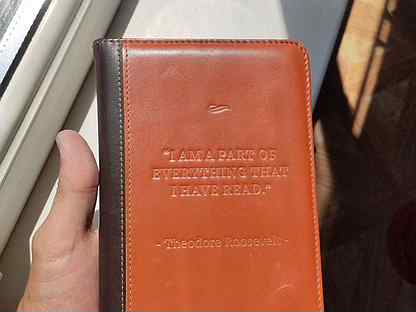 "I AM A PART OF
EVERYTHING THAT
I HAVE READ."
- Theodore Roosevelt -